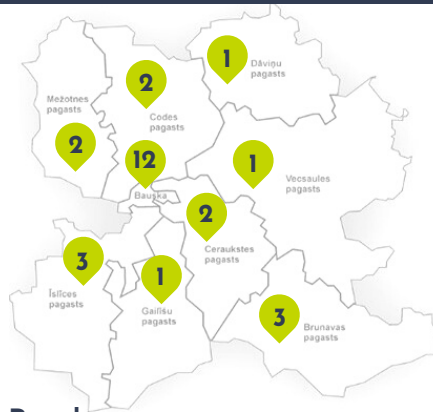 1
Dāviņu
pagasts
2
Codes
pagasts
Mežotnes
pagasts
2
12
Bauska
1
Vecsaules
pagasts
2
Ceraukstes
pagasts
3
Īslīces
pagasts
1
Gailīšu
pagasts
3
Brunavas
pagasts